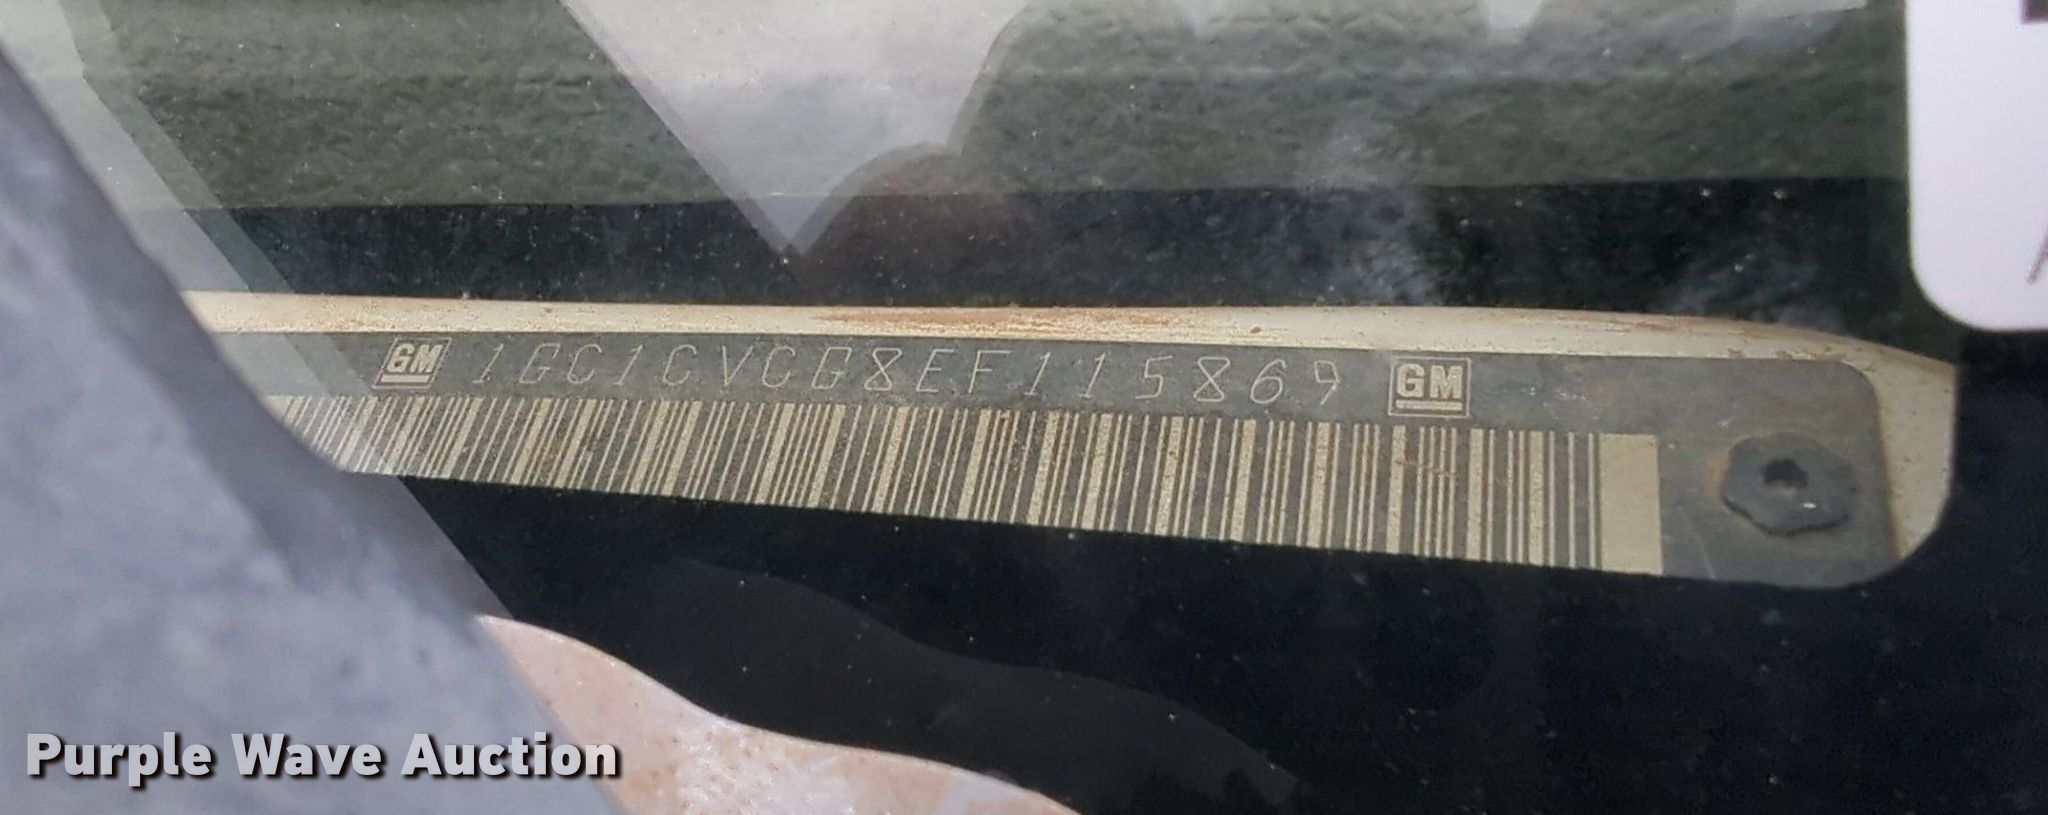 GM 1GC1CVCG8EF115869 GM
Purple Wave Auction